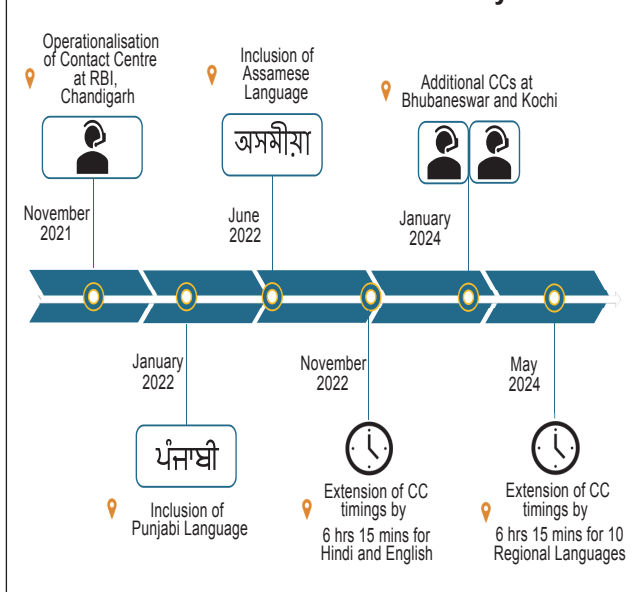 Operationalisation
of Contact Centre
at RBI,
Chandigarh
November
2021
Inclusion of
Assamese
Language
অসমীয়া
June
2022
Additional CCs at
Bhubaneswar and Kochi
January
2024
January
2022
ਪੰਜਾਬੀ
Inclusion of
Punjabi Language
November
2022
Extension of CC
timings by
6 hrs 15 mins for
Hindi and English
May
2024
Extension of CC
timings by
6 hrs 15 mins for 10
Regional Languages